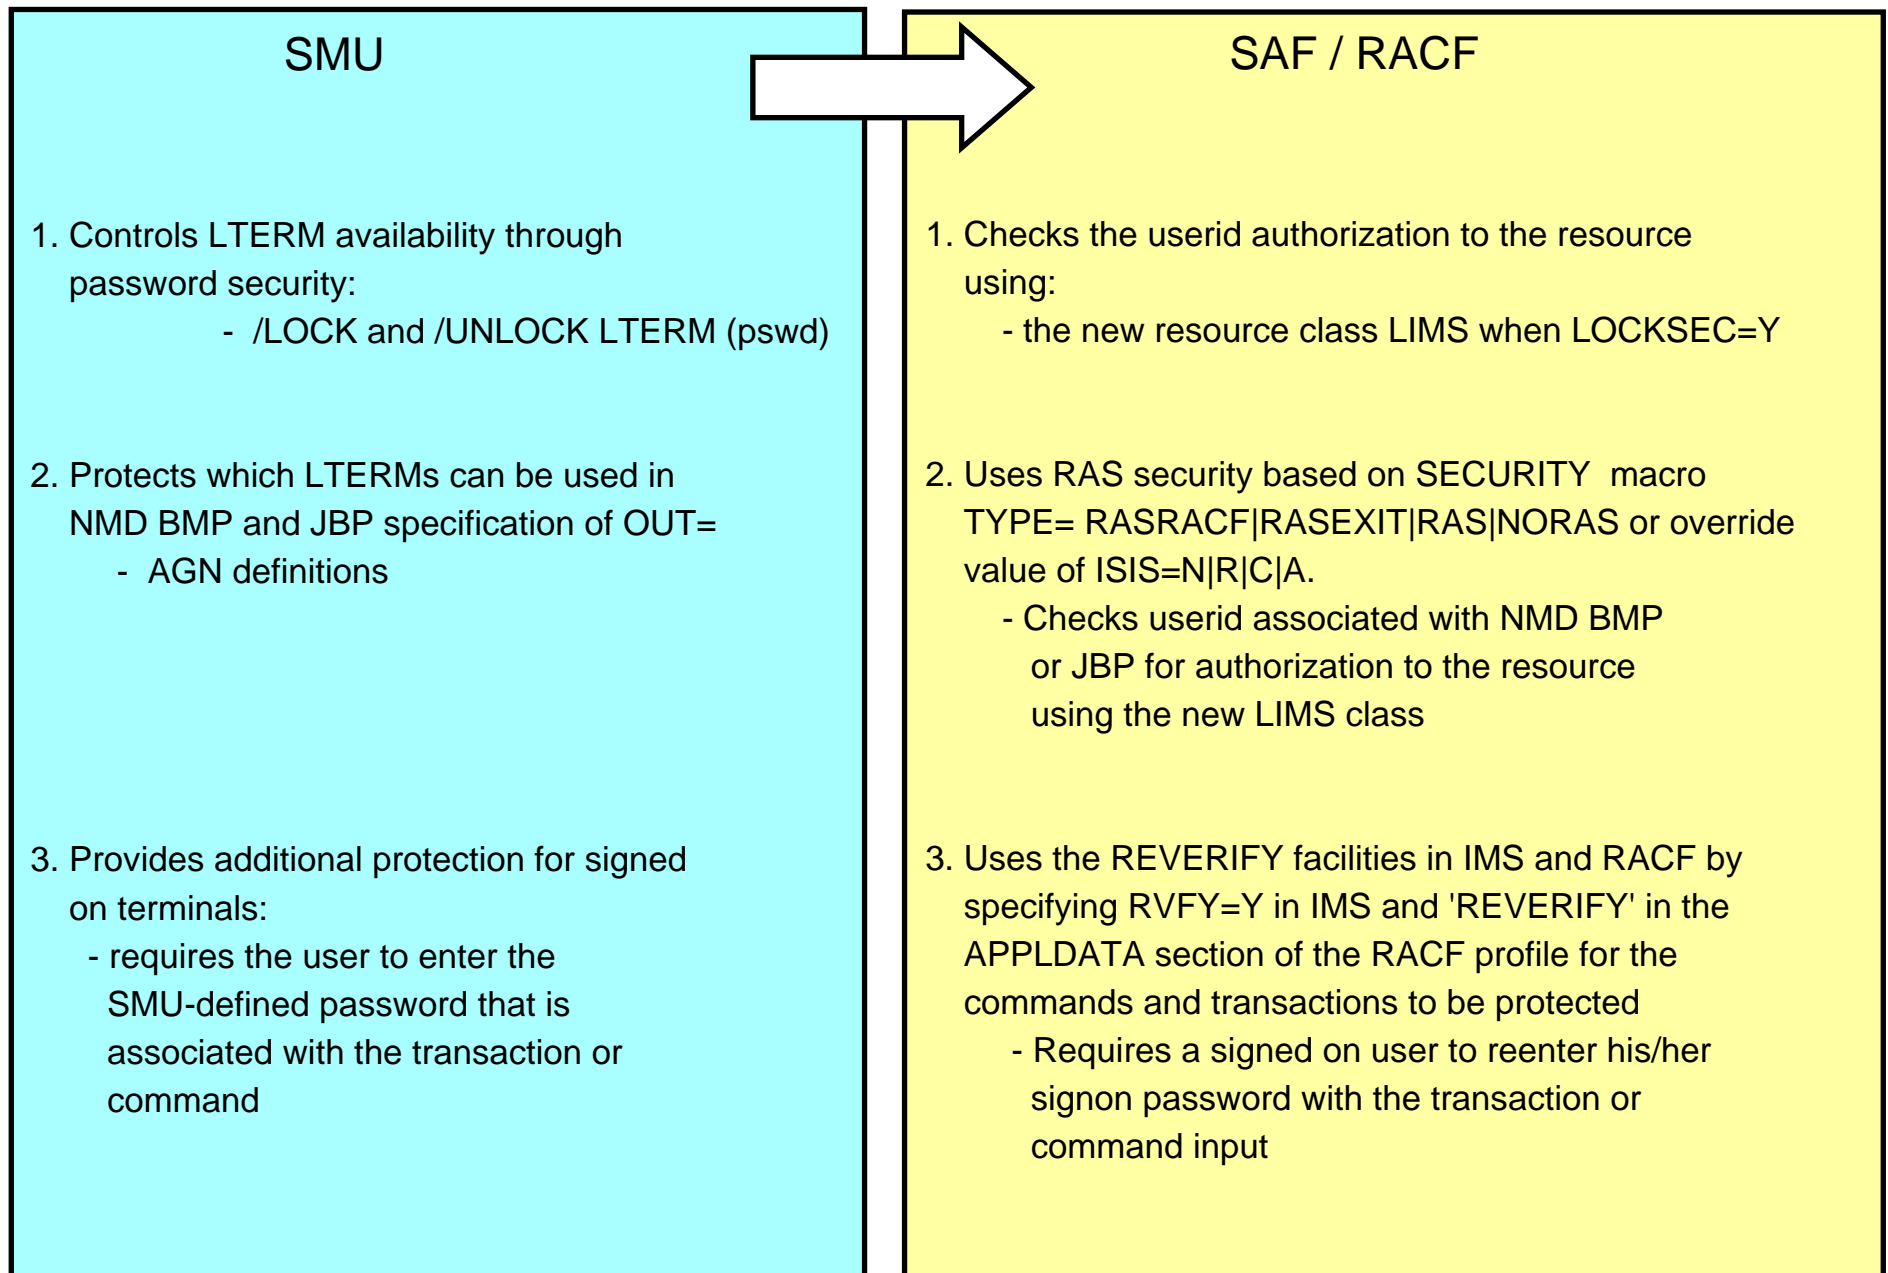 SMU
1. Controls LTERM availability through
password security:
- /LOCK and /UNLOCK LTERM (pswd)
2. Protects which LTERMs can be used in
NMD BMP and JBP specification of OUT=
- AGN definitions
3. Provides additional protection for signed
on terminals:
- requires the user to enter the
SMU-defined password that is
associated with the transaction or
command
SAF / RACF
1. Checks the userid authorization to the resource
using:
- the new resource class LIMS when LOCKSEC=Y
2. Uses RAS security based on SECURITY  macro
TYPE= RASRACF|RASEXIT|RAS|NORAS or override
value of ISIS=N|R|C|A.
- Checks userid associated with NMD BMP
or JBP for authorization to the resource
using the new LIMS class
3. Uses the REVERIFY facilities in IMS and RACF by
specifying RVFY=Y in IMS and 'REVERIFY' in the
APPLDATA section of the RACF profile for the
commands and transactions to be protected
- Requires a signed on user to reenter his/her
signon password with the transaction or
command input